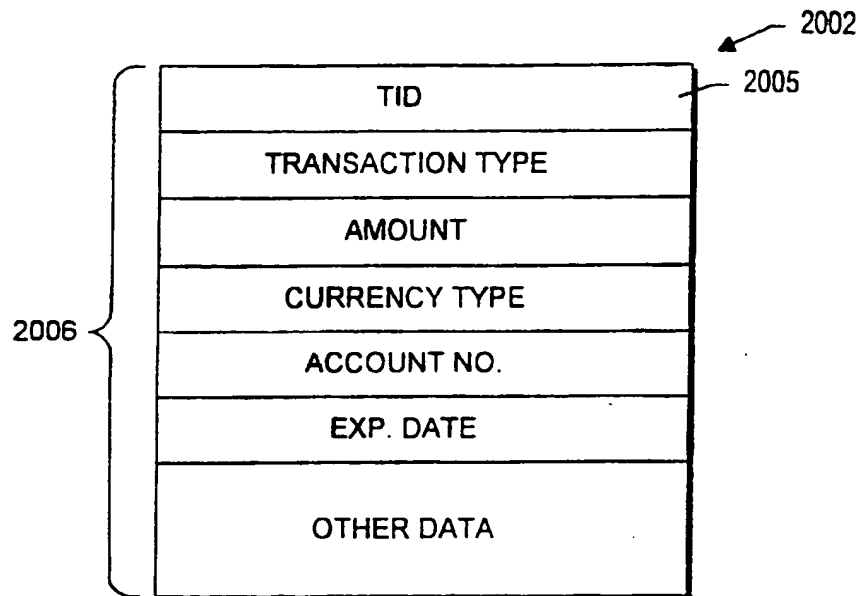 2002
TID
2005
TRANSACTION TYPE
AMOUNT
CURRENCY TYPE
2006
ACCOUNT NO.
EXP. DATE
OTHER DATA